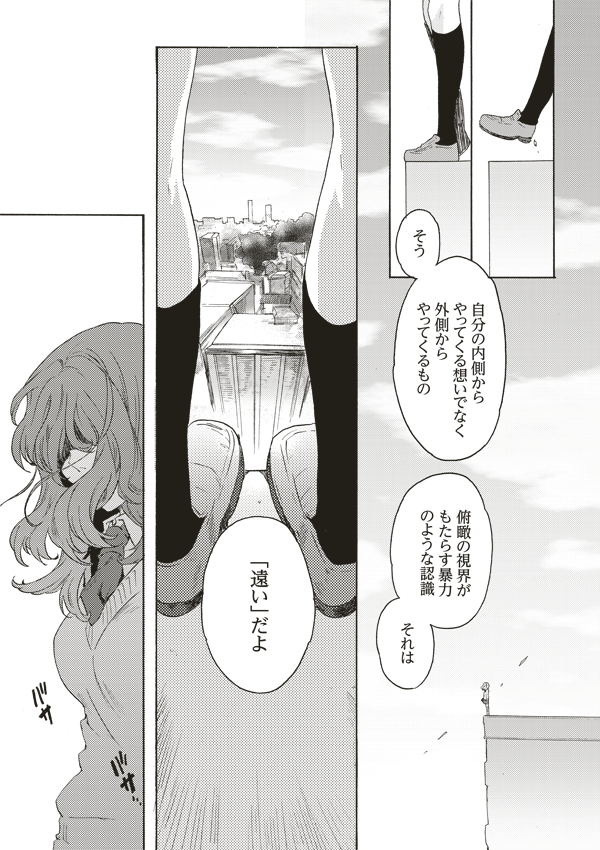 そう
自分の内側から
やってくる想いでなく
外側から
やってくるもの
俯瞰の視界が
もたらす暴力
のような認識
それは
「遠い」だよ
ザッ
ザ…